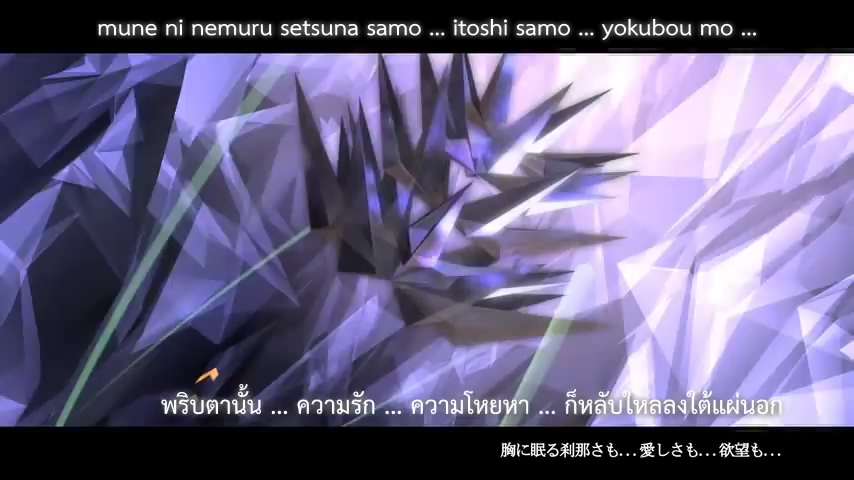 mune ni nemuru setsuna samo ... itoshi samo ... yokubou mo ...
พริบตานั้น ... ความรัก ... ความโหยหา ... ก็หลับใหลลงใต้แผ่นอก
胸に眠る刹那さも...愛しさも...欲望も...